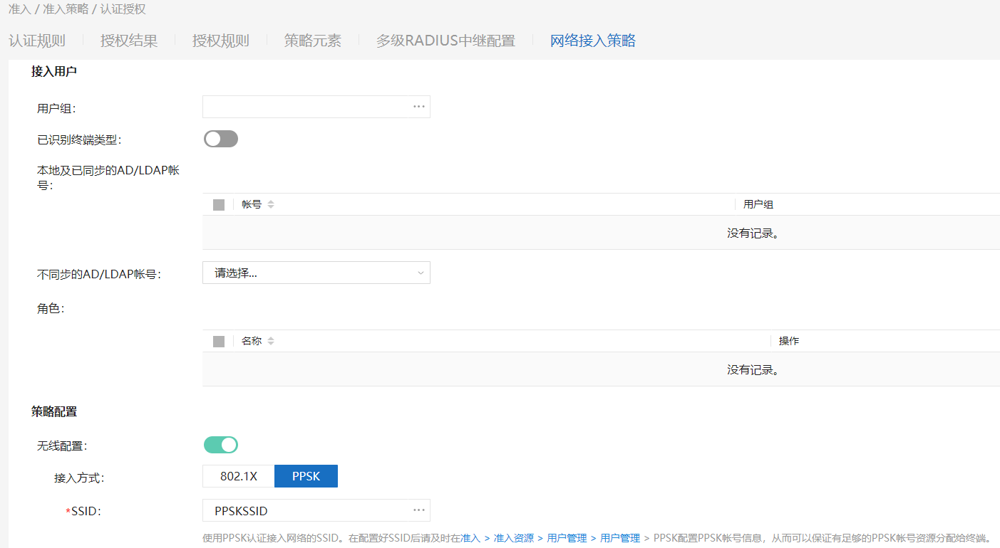 准入 / 准入策略 / 认证授权
认证规则 授权结果 授权规则 策略元素 多级RADIUS中继配置 网络接入策略
接入用户
用户组: ...
已识别终端类型:
本地及已同步的AD/LDAP帐
号:
帐号 用户组
没有记录。
不同步的AD/LDAP帐号: 请选择...
角色:
名称 操作
没有记录。
策略配置
无线配置:
接入方式: 802.1X PPSK
*SSID: PPSKSSID ...
使用PPSK认证接入网络的SSID。在配置好SSID后请及时在准入 > 准入资源 > 用户管理 > 用户管理 > PPSK配置PPSK帐号信息，从而可以保证有足够的PPSK帐号资源分配给终端。